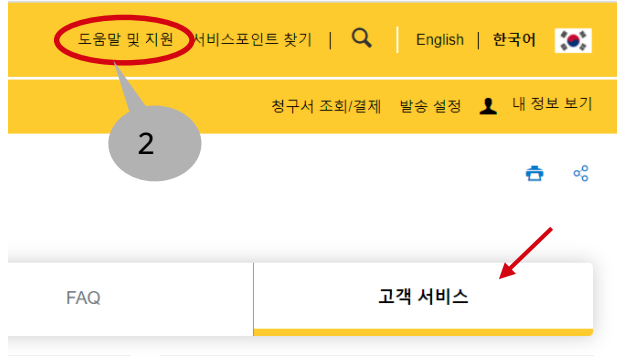 도움말 및 지원 서비스포인트 찾기 | English | 한국어
청구서 조회/결제 발송 설정 내 정보 보기
2
FAQ 고객 서비스